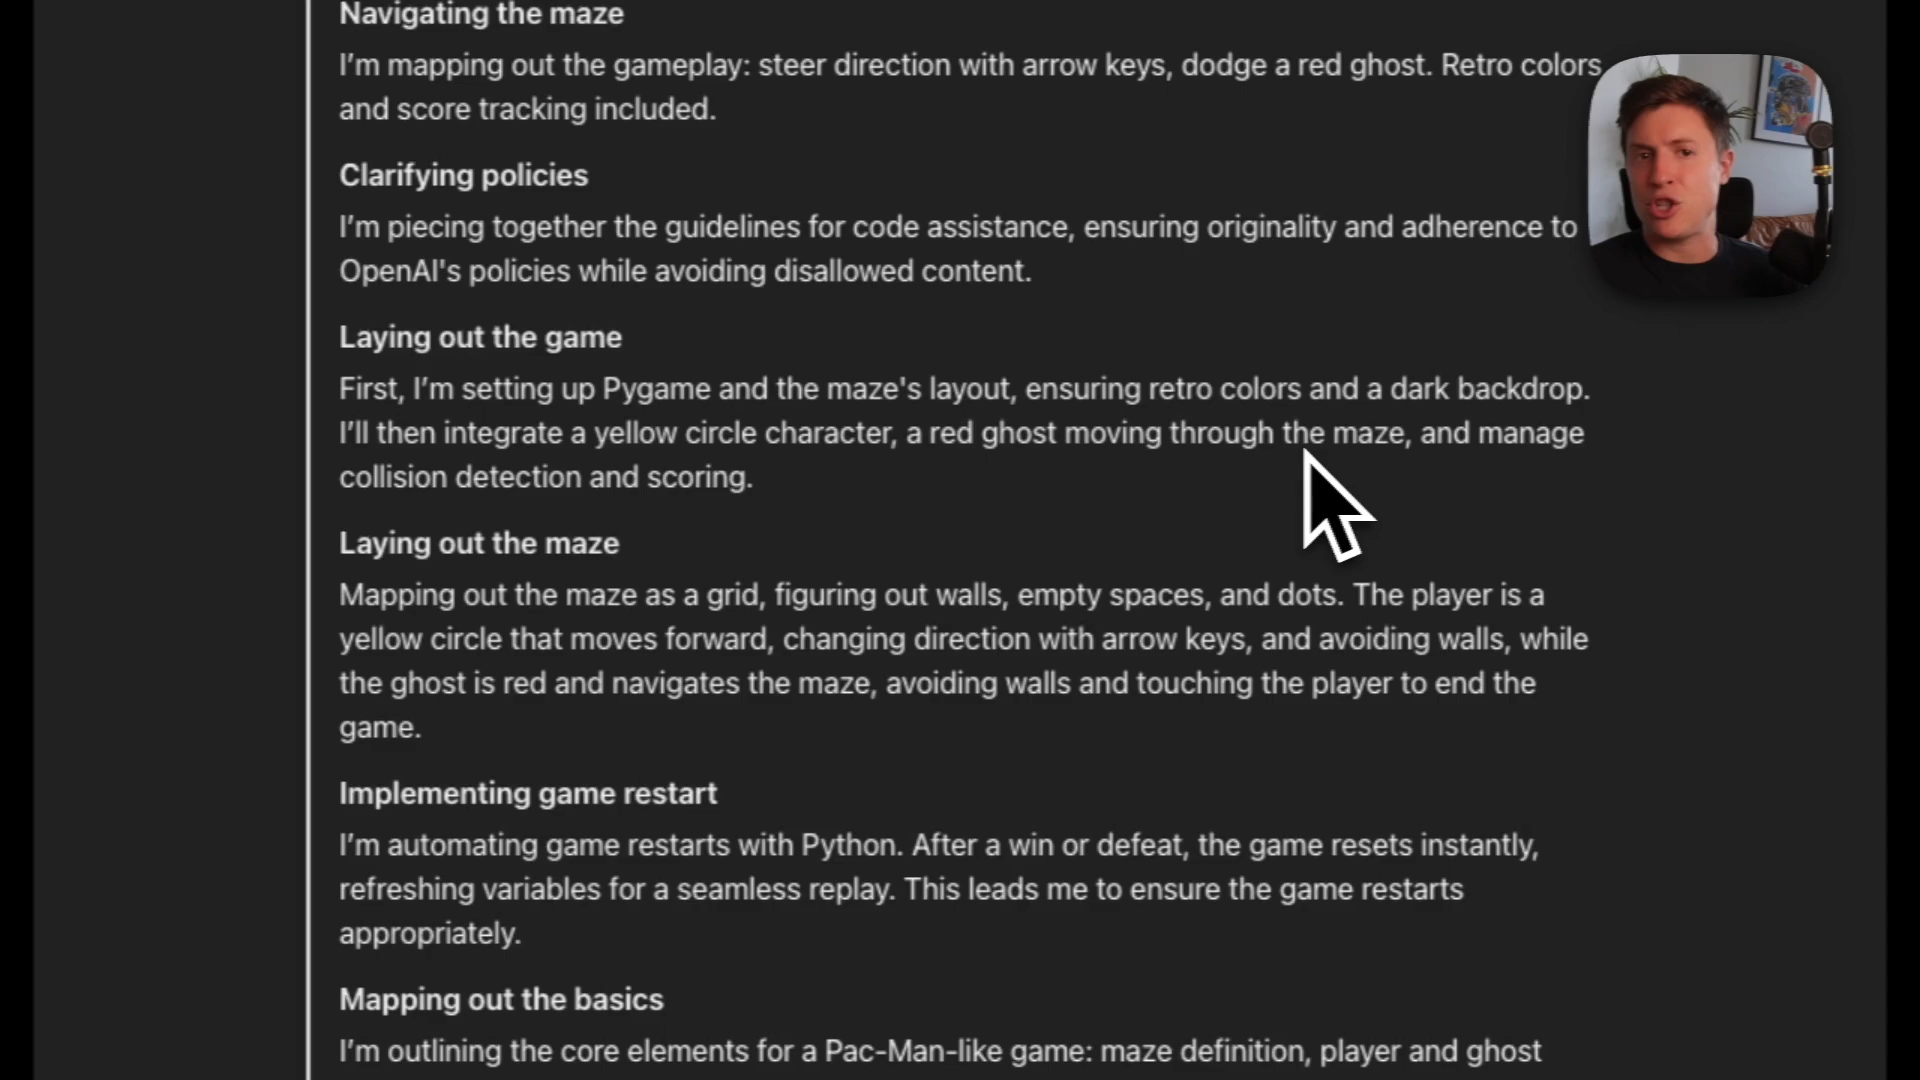 Navigating the maze
I’m mapping out the gameplay: steer direction with arrow keys, dodge a red ghost. Retro colors
and score tracking included.
Clarifying policies
I’m piecing together the guidelines for code assistance, ensuring originality and adherence to
OpenAI's policies while avoiding disallowed content.
Laying out the game
First, I’m setting up Pygame and the maze's layout, ensuring retro colors and a dark backdrop.
I’ll then integrate a yellow circle character, a red ghost moving through the maze, and manage
collision detection and scoring.
Laying out the maze
Mapping out the maze as a grid, figuring out walls, empty spaces, and dots. The player is a
yellow circle that moves forward, changing direction with arrow keys, and avoiding walls, while
the ghost is red and navigates the maze, avoiding walls and touching the player to end the
game.
Implementing game restart
I’m automating game restarts with Python. After a win or defeat, the game resets instantly,
refreshing variables for a seamless replay. This leads me to ensure the game restarts
appropriately.
Mapping out the basics
I’m outlining the core elements for a Pac-Man-like game: maze definition, player and ghost